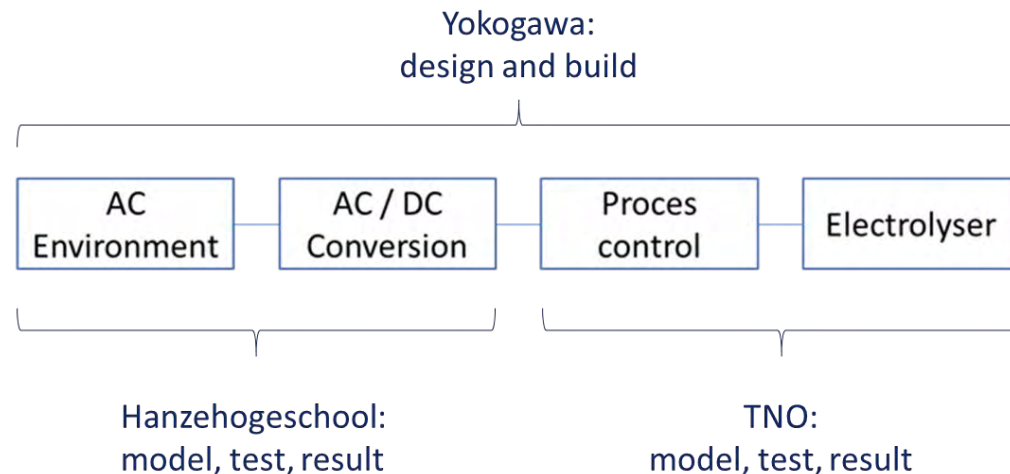 Yokogawa:
design and build
AC
Environment
AC / DC
Conversion
Proces
control
Electrolyser
Hanzehogeschool:
model, test, result
TNO:
model, test, result